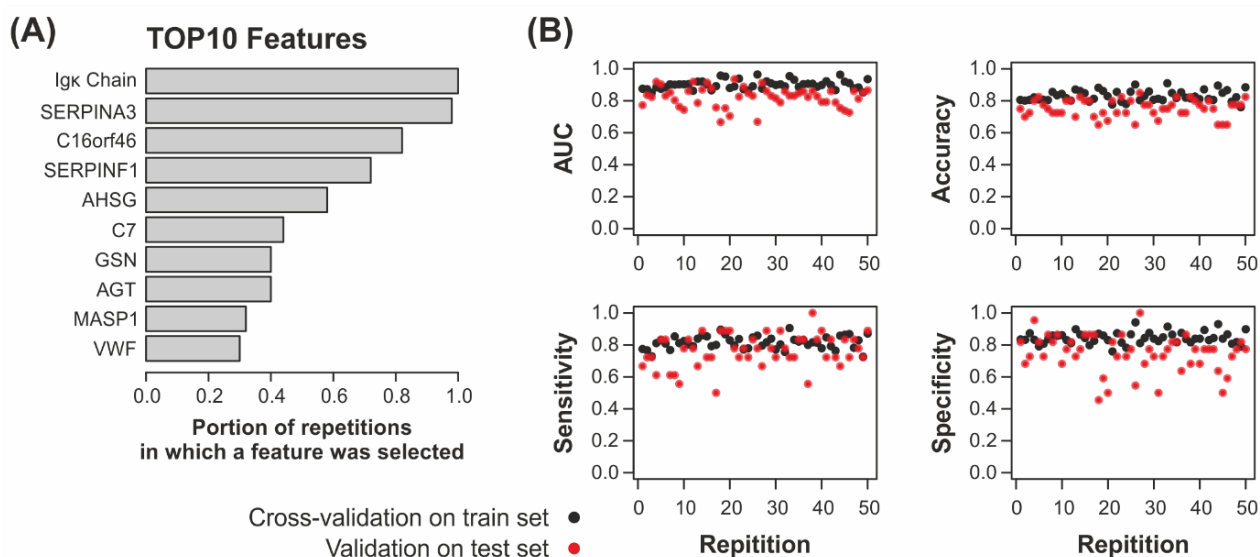 (A)
TOP10 Features
Igκ Chain
SERPINA3
C16orf46
SERPINF1
AHSG
C7
GSN
AGT
MASP1
VWF
0.0 0.2 0.4 0.6 0.8 1.0
Portion of repetitions
in which a feature was selected
(B)
AUC
1.0
0.8
0.6
0.4
0.2
0.0
0 10 20 30 40 50
Accuracy
1.0
0.8
0.6
0.4
0.2
0.0
0 10 20 30 40 50
Sensitivity
1.0
0.8
0.6
0.4
0.2
0.0
0 10 20 30 40 50
Repitition
Specificity
1.0
0.8
0.6
0.4
0.2
0.0
0 10 20 30 40 50
Repitition
Cross-validation on train set
Validation on test set